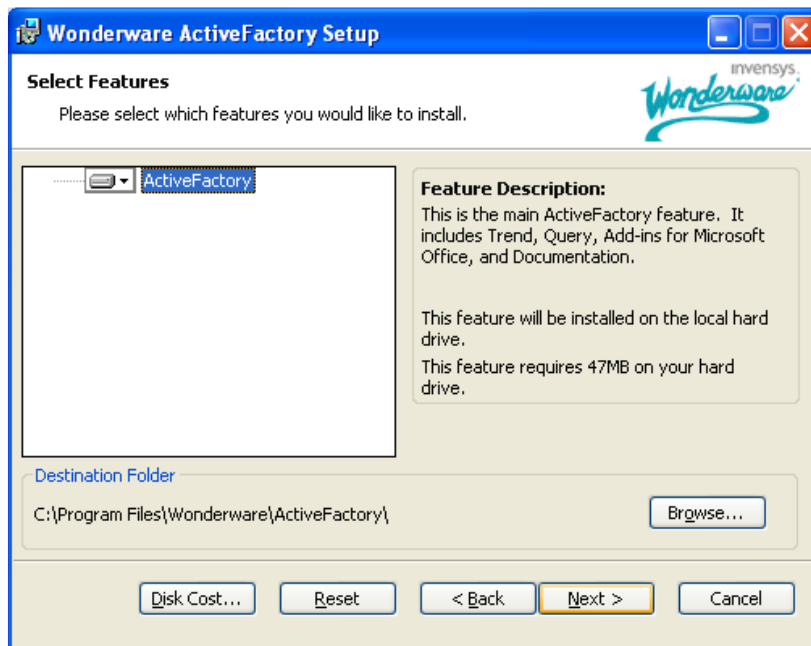 Wonderware ActiveFactory Setup
Select Features
Please select which features you would like to install.
invensys.
Wonderware
ActiveFactory
Feature Description:
This is the main ActiveFactory feature. It
includes Trend, Query, Add-ins for Microsoft
Office, and Documentation.
This feature will be installed on the local hard
drive.
This feature requires 47MB on your hard
drive.
Destination Folder
C:\Program Files\Wonderware\ActiveFactory\
Browse...
Disk Cost...
Reset
< Back
Next >
Cancel